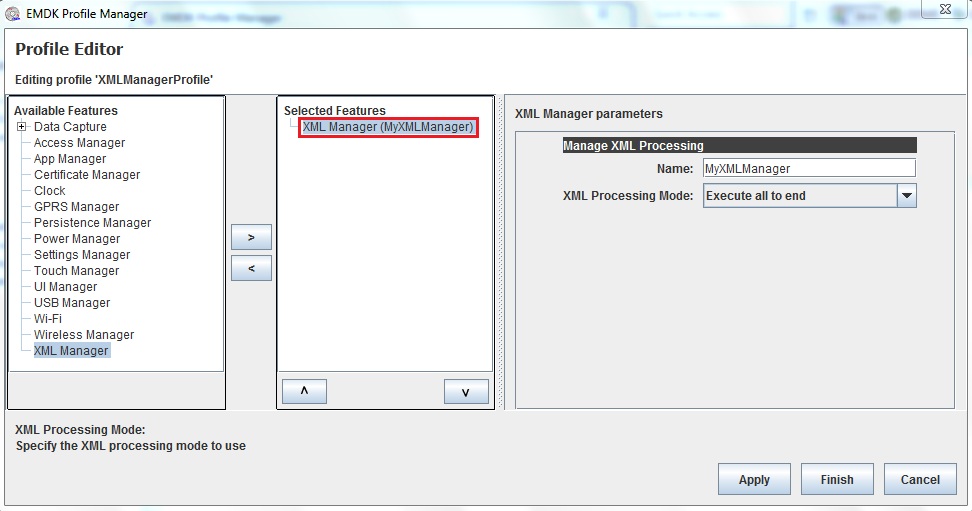 EMDK Profile Manager
Profile Editor
Editing profile 'XMLManagerProfile'
Available Features
Data Capture
Access Manager
App Manager
Certificate Manager
Clock
GPRS Manager
Persistence Manager
Power Manager
Settings Manager
Touch Manager
UI Manager
USB Manager
Wi-Fi
Wireless Manager
XML Manager
>
<
Selected Features
XML Manager (MyXMLManager)
^
v
XML Manager parameters
Manage XML Processing
Name: MyXMLManager
XML Processing Mode: Execute all to end
XML Processing Mode:
Specify the XML processing mode to use
Apply Finish Cancel